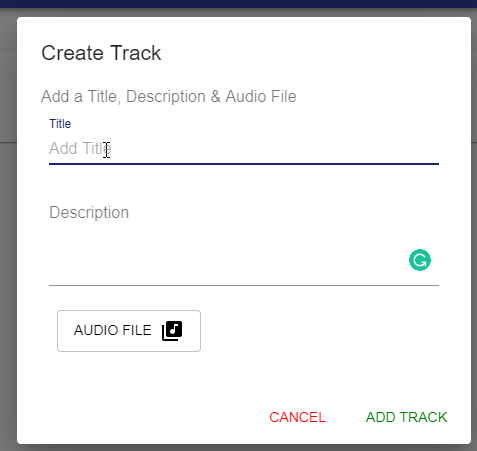 Create Track
Add a Title, Description & Audio File
Title
Add Title
Description
AUDIO FILE
CANCEL
ADD TRACK